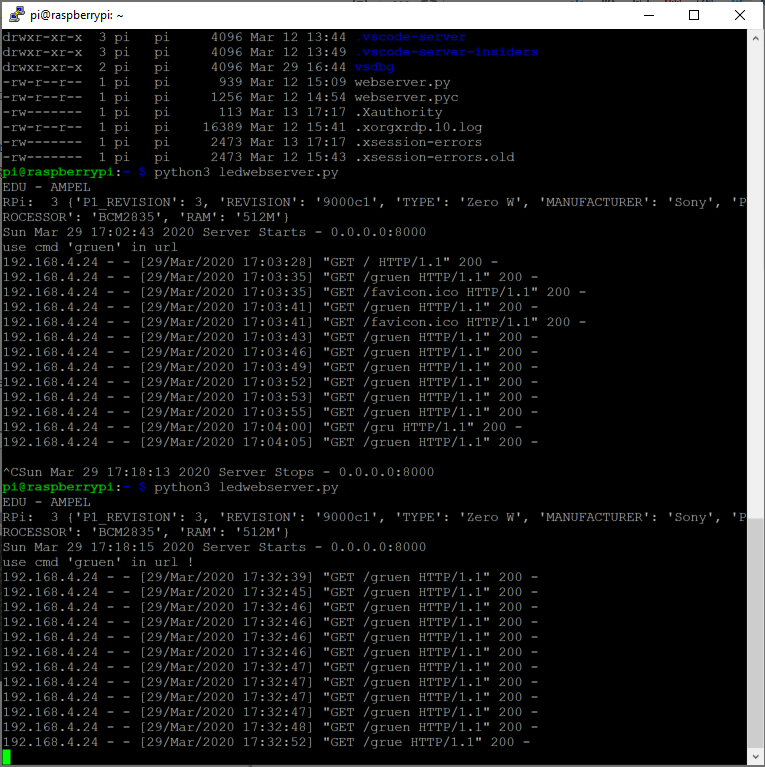 pi@raspberrypi: ~
drwxr-xr-x  3 pi   pi     4096 Mar 12 13:44 .vscode-server
drwxr-xr-x  3 pi   pi     4096 Mar 12 13:49 .vscode-server-insiders
drwxr-xr-x  2 pi   pi     4096 Mar 29 16:44 vsdbg
-rw-r--r--  1 pi   pi      939 Mar 12 15:09 webserver.py
-rw-r--r--  1 pi   pi     1256 Mar 12 14:54 webserver.pyc
-rw-------  1 pi   pi      113 Mar 13 17:17 .Xauthority
-rw-------  1 pi   pi    16389 Mar 12 15:41 .xorgxrdp.10.log
-rw-------  1 pi   pi     2473 Mar 13 17:17 .xsession-errors
-rw-------  1 pi   pi     2473 Mar 12 15:43 .xsession-errors.old
pi@raspberrypi:~ $ python3 ledwebserver.py
EDU - AMPEL
RPi:  3 {'P1_REVISION': 3, 'REVISION': '9000c1', 'TYPE': 'Zero W', 'MANUFACTURER': 'Sony', 'P
ROCESSOR': 'BCM2835', 'RAM': '512M'}
Sun Mar 29 17:02:43 2020 Server Starts - 0.0.0.0:8000
use cmd 'gruen' in url
192.168.4.24 - - [29/Mar/2020 17:03:28] "GET / HTTP/1.1" 200 -
192.168.4.24 - - [29/Mar/2020 17:03:35] "GET /gruen HTTP/1.1" 200 -
192.168.4.24 - - [29/Mar/2020 17:03:35] "GET /favicon.ico HTTP/1.1" 200 -
192.168.4.24 - - [29/Mar/2020 17:03:41] "GET /gruen HTTP/1.1" 200 -
192.168.4.24 - - [29/Mar/2020 17:03:41] "GET /favicon.ico HTTP/1.1" 200 -
192.168.4.24 - - [29/Mar/2020 17:03:43] "GET /gruen HTTP/1.1" 200 -
192.168.4.24 - - [29/Mar/2020 17:03:46] "GET /gruen HTTP/1.1" 200 -
192.168.4.24 - - [29/Mar/2020 17:03:49] "GET /gruen HTTP/1.1" 200 -
192.168.4.24 - - [29/Mar/2020 17:03:52] "GET /gruen HTTP/1.1" 200 -
192.168.4.24 - - [29/Mar/2020 17:03:53] "GET /gruen HTTP/1.1" 200 -
192.168.4.24 - - [29/Mar/2020 17:03:55] "GET /gruen HTTP/1.1" 200 -
192.168.4.24 - - [29/Mar/2020 17:04:00] "GET /gru HTTP/1.1" 200 -
192.168.4.24 - - [29/Mar/2020 17:04:05] "GET /gruen HTTP/1.1" 200 -
^CSun Mar 29 17:18:13 2020 Server Stops - 0.0.0.0:8000
pi@raspberrypi:~ $ python3 ledwebserver.py
EDU - AMPEL
RPi:  3 {'P1_REVISION': 3, 'REVISION': '9000c1', 'TYPE': 'Zero W', 'MANUFACTURER': 'Sony', 'P
ROCESSOR': 'BCM2835', 'RAM': '512M'}
Sun Mar 29 17:18:15 2020 Server Starts - 0.0.0.0:8000
use cmd 'gruen' in url !
192.168.4.24 - - [29/Mar/2020 17:32:39] "GET /gruen HTTP/1.1" 200 -
192.168.4.24 - - [29/Mar/2020 17:32:45] "GET /gruen HTTP/1.1" 200 -
192.168.4.24 - - [29/Mar/2020 17:32:46] "GET /gruen HTTP/1.1" 200 -
192.168.4.24 - - [29/Mar/2020 17:32:46] "GET /gruen HTTP/1.1" 200 -
192.168.4.24 - - [29/Mar/2020 17:32:46] "GET /gruen HTTP/1.1" 200 -
192.168.4.24 - - [29/Mar/2020 17:32:46] "GET /gruen HTTP/1.1" 200 -
192.168.4.24 - - [29/Mar/2020 17:32:47] "GET /gruen HTTP/1.1" 200 -
192.168.4.24 - - [29/Mar/2020 17:32:47] "GET /gruen HTTP/1.1" 200 -
192.168.4.24 - - [29/Mar/2020 17:32:47] "GET /gruen HTTP/1.1" 200 -
192.168.4.24 - - [29/Mar/2020 17:32:47] "GET /gruen HTTP/1.1" 200 -
192.168.4.24 - - [29/Mar/2020 17:32:48] "GET /gruen HTTP/1.1" 200 -
192.168.4.24 - - [29/Mar/2020 17:32:52] "GET /grue HTTP/1.1" 200 -